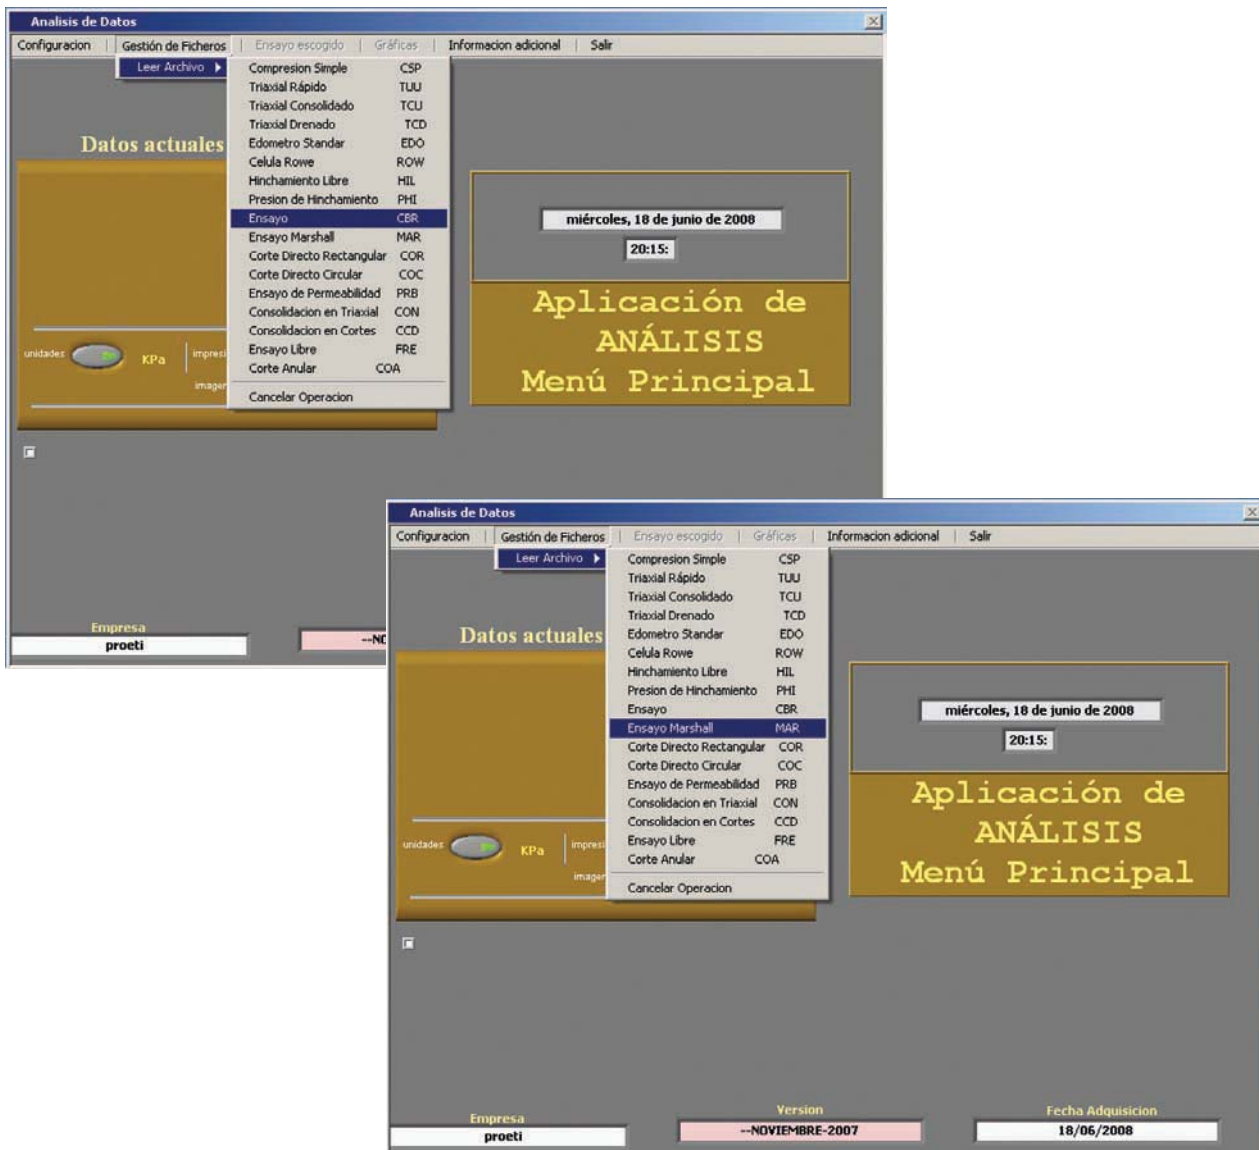 Analisis de Datos
Configuracion | Gestión de Ficheros | Ensayo escogido | Gráficas | Informacion adicional | Salir
Leer Archivo
Compresion Simple CSP
Triaxial Rápido TUU
Triaxial Consolidado TCU
Triaxial Drenado TCD
Edometro Standar EDO
Celula Rowe ROW
Hinchamiento Libre HIL
Presion de Hinchamiento PHI
Ensayo CBR
Ensayo Marshall MAR
Corte Directo Rectangular COR
Corte Directo Circular COC
Ensayo de Permeabilidad PRB
Consolidacion en Triaxial CON
Consolidacion en Cortes CCD
Ensayo Libre FRE
Corte Anular COA
Cancelar Operacion
Datos actuales
unidades KPa impresi
imagen
miércoles, 18 de junio de 2008
20:15:
Aplicación de
ANÁLISIS
Menú Principal
Empresa
proeti
--NO
Analisis de Datos
Configuracion | Gestión de Ficheros | Ensayo escogido | Gráficas | Informacion adicional | Salir
Leer Archivo
Compresion Simple CSP
Triaxial Rápido TUU
Triaxial Consolidado TCU
Triaxial Drenado TCD
Edometro Standar EDO
Celula Rowe ROW
Hinchamiento Libre HIL
Presion de Hinchamiento PHI
Ensayo CBR
Ensayo Marshall MAR
Corte Directo Rectangular COR
Corte Directo Circular COC
Ensayo de Permeabilidad PRB
Consolidacion en Triaxial CON
Consolidacion en Cortes CCD
Ensayo Libre FRE
Corte Anular COA
Cancelar Operacion
Datos actuales
unidades KPa impresi
imagen
miércoles, 18 de junio de 2008
20:15:
Aplicación de
ANÁLISIS
Menú Principal
Empresa
proeti
Version
--NOVIEMBRE-2007
Fecha Adquisicion
18/06/2008